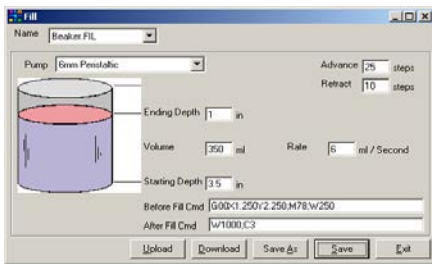 Fill
Name Beaker.FIL
Pump 6mm Peristaltic
Advance 25 steps
Retract 10 steps
Ending Depth 1 in
Volume 350 ml Rate 6 ml / Second
Starting Depth 3.5 in
Before Fill Cmd G00X1.250Y2.250;M78;W250
After Fill Cmd W1000;C3
Upload Download Save As Save Exit